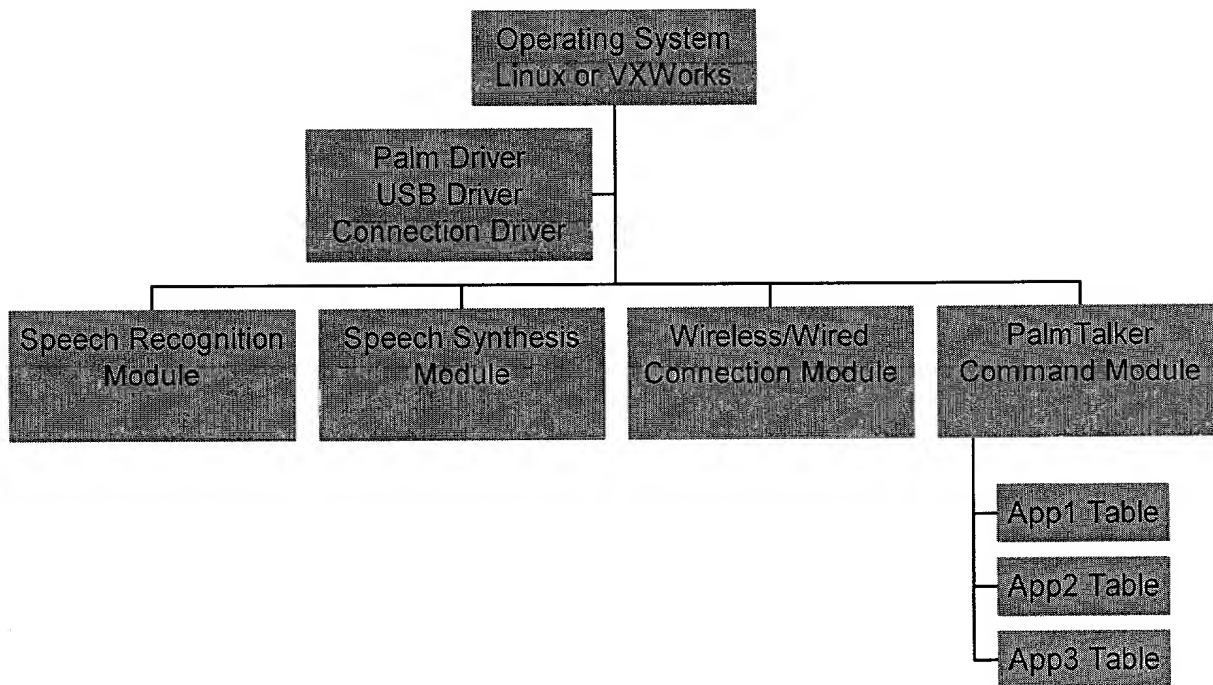 Operating System
Linux or VXWorks
Palm Driver
USB Driver
Connection Driver
Speech Recognition
Module
Speech Synthesis
Module
Wireless/Wired
Connection Module
PalmTalker
Command Module
App1 Table
App2 Table
App3 Table